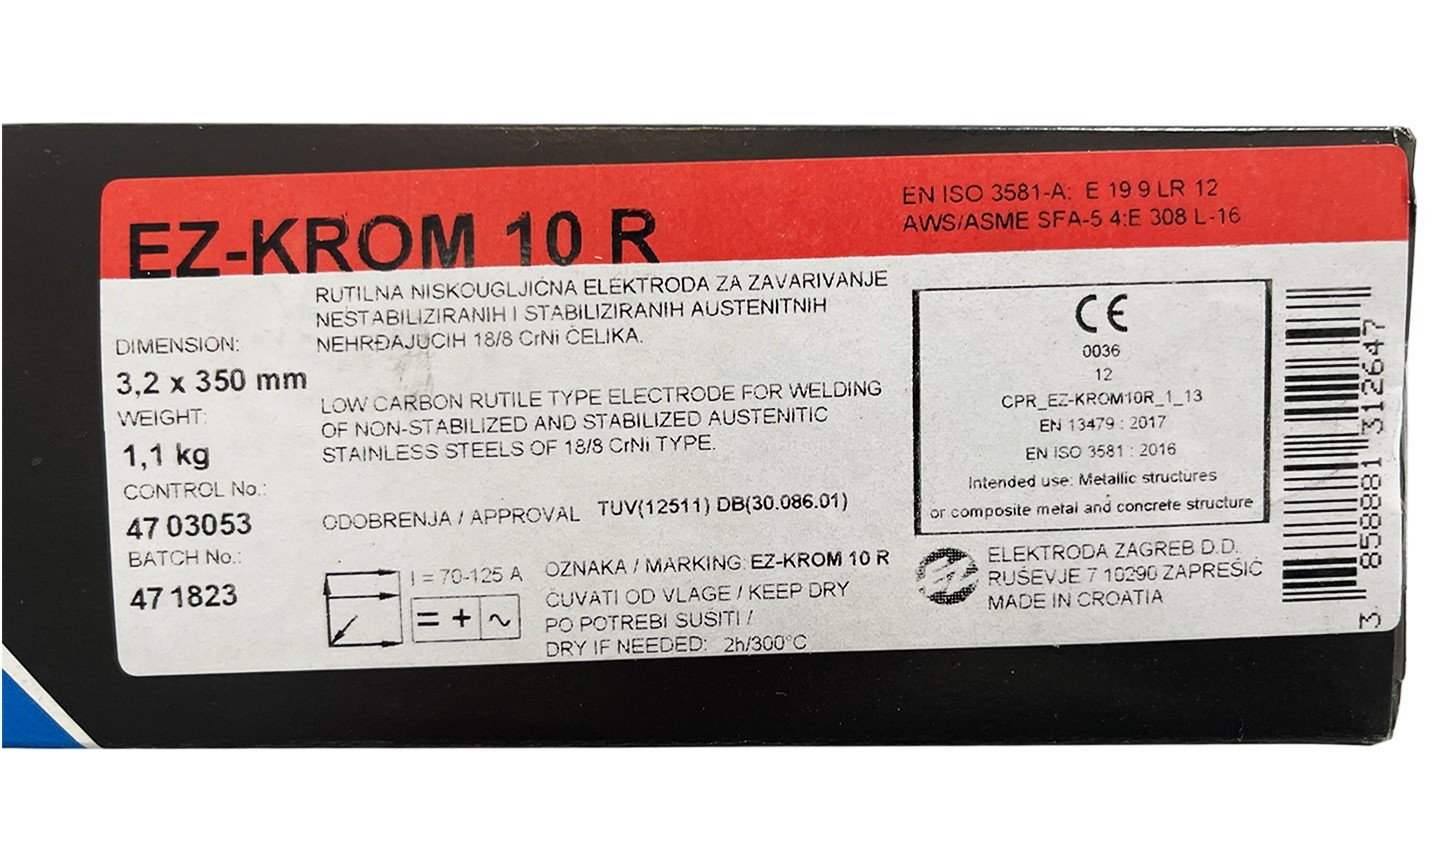 EZ-KROM 10 R
EN ISO 3581-A: E 19 9 LR 12
AWS/ASME SFA-5 4:E 308 L-16
RUTILNA NISKOUGLJIČNA ELEKTRODA ZA ZAVARIVANJE
NESTABILIZIRANIH I STABILIZIRANIH AUSTENITNIH
NEHRĐAJUĆIH 18/8 CrNi ČELIKA.
LOW CARBON RUTILE TYPE ELECTRODE FOR WELDING
OF NON-STABILIZED AND STABILIZED AUSTENITIC
STAINLESS STEELS OF 18/8 CrNi TYPE.
DIMENSION:
3,2 x 350 mm
WEIGHT:
1,1 kg
CONTROL No.:
47 03053
BATCH No.:
47 1823
ODOBRENJA / APPROVAL TUV(12511) DB(30.086.01)
I = 70-125 A
= + ~
OZNAKA / MARKING: EZ-KROM 10 R
ČUVATI OD VLAGE / KEEP DRY
PO POTREBI SUŠITI /
DRY IF NEEDED: 2h/300°C
CE
0036
12
CPR_EZ-KROM10R_1_13
EN 13479 : 2017
EN ISO 3581 : 2016
Intended use: Metallic structures
or composite metal and concrete structure
ELEKTRODA ZAGREB D.D.
RUŠEVJE 7 10290 ZAPREŠIĆ
MADE IN CROATIA
3 858881 312647